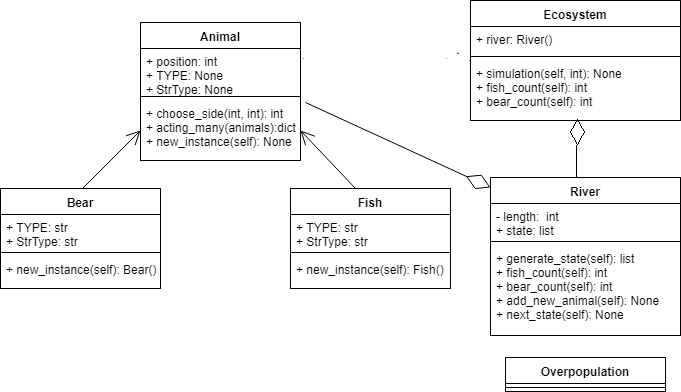 Animal
+ position: int
+ TYPE: None
+ StrType: None
+ choose_side(int, int): int
+ acting_many(animals):dict
+ new_instance(self): None
Ecosystem
+ river: River()
+ simulation(self, int): None
+ fish_count(self): int
+ bear_count(self): int
Bear
+ TYPE: str
+ StrType: str
+ new_instance(self): Bear()
Fish
+ TYPE: str
+ StrType: str
+ new_instance(self): Fish()
River
- length:  int
+ state: list
+ generate_state(self): list
+ fish_count(self): int
+ bear_count(self): int
+ add_new_animal(self): None
+ next_state(self): None
Overpopulation